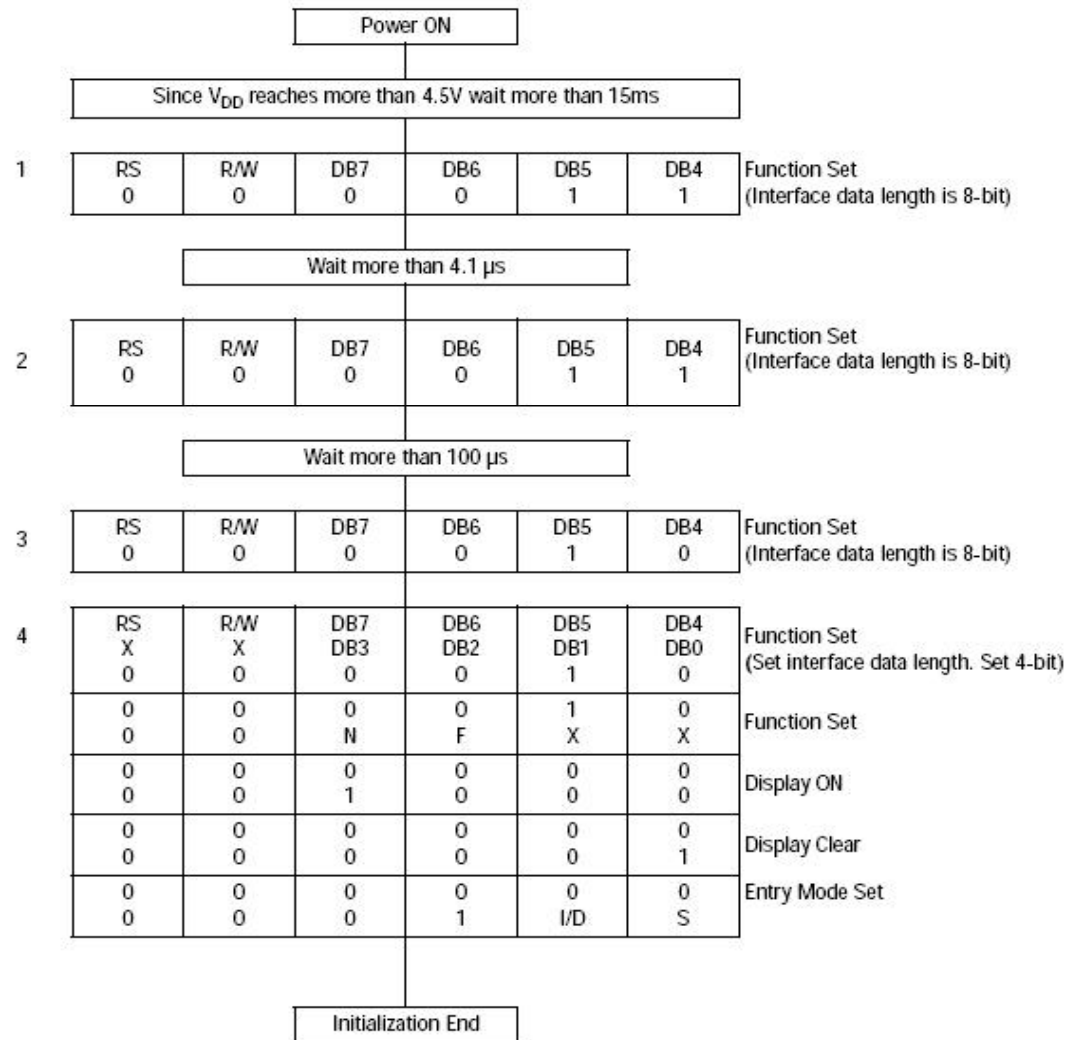 Power ON
Since VDD reaches more than 4.5V wait more than 15ms
1 RS R/W DB7 DB6 DB5 DB4 Function Set
0 0 0 0 1 1 (Interface data length is 8-bit)
Wait more than 4.1 µs
Function Set
2 RS R/W DB7 DB6 DB5 DB4 (Interface data length is 8-bit)
0 0 0 0 1 1
Wait more than 100 µs
3 RS R/W DB7 DB6 DB5 DB4 Function Set
0 0 0 0 1 0 (Interface data length is 8-bit)
4 RS R/W DB7 DB6 DB5 DB4 Function Set
X X DB3 DB2 DB1 DB0 (Set interface data length. Set 4-bit)
0 0 0 0 1 0
0 0 0 0 1 0 Function Set
0 0 N F X X
0 0 0 0 0 0 Display ON
0 0 1 0 0 0
0 0 0 0 0 0 Display Clear
0 0 0 0 0 1
0 0 0 0 0 0 Entry Mode Set
0 0 0 1 I/D S
Initialization End